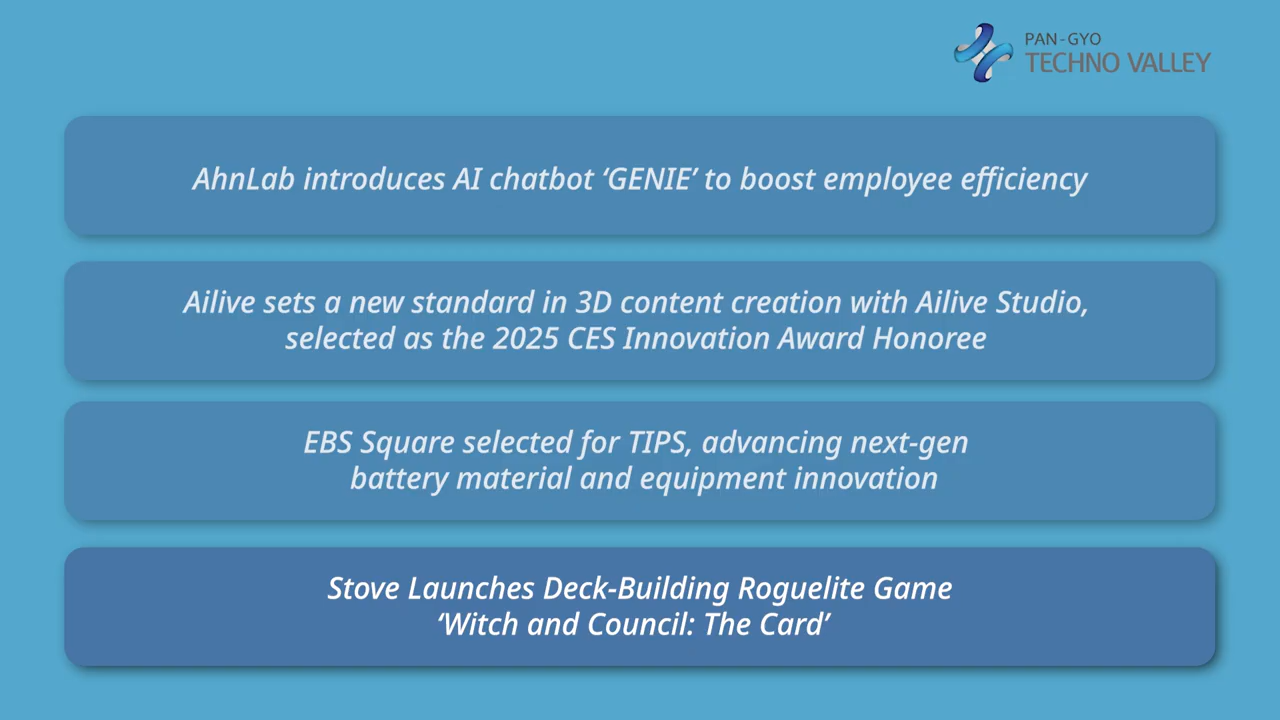 PAN-GYO
TECHNO VALLEY
AhnLab introduces AI chatbot ‘GENIE’ to boost employee efficiency
Ailive sets a new standard in 3D content creation with Ailive Studio,
selected as the 2025 CES Innovation Award Honoree
EBS Square selected for TIPS, advancing next-gen
battery material and equipment innovation
Stove Launches Deck-Building Roguelite Game
‘Witch and Council: The Card’